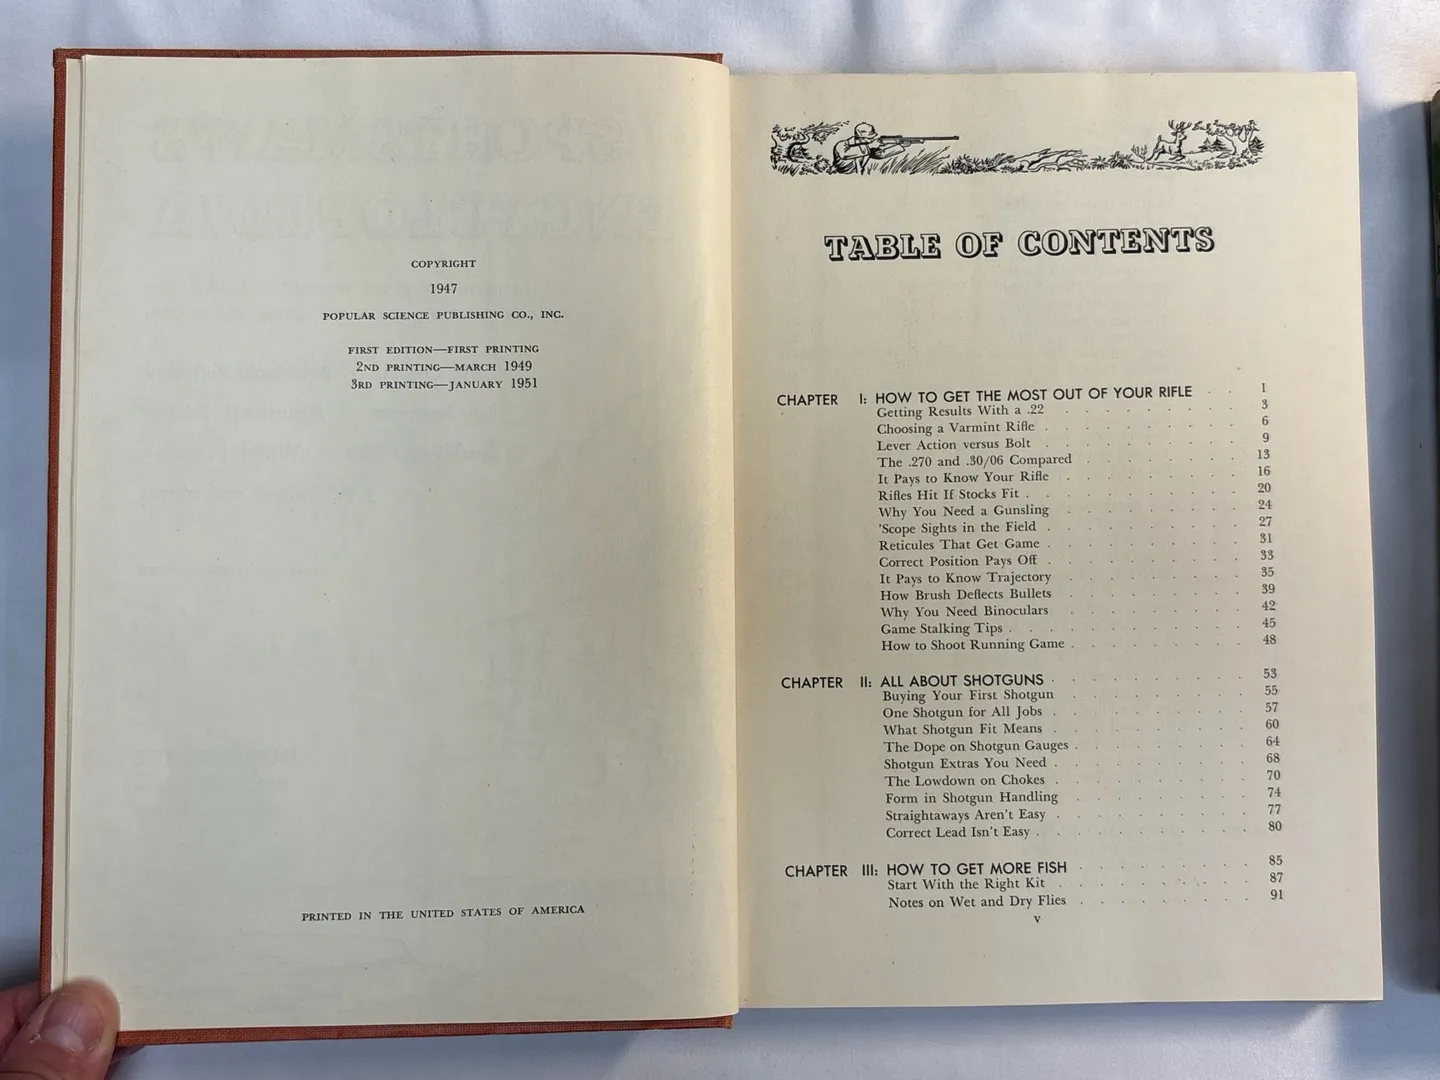 COPYRIGHT
1947
POPULAR SCIENCE PUBLISHING CO., INC.
FIRST EDITION—FIRST PRINTING
2ND PRINTING—MARCH 1949
3RD PRINTING—JANUARY 1951
PRINTED IN THE UNITED STATES OF AMERICA
TABLE OF CONTENTS
CHAPTER I: HOW TO GET THE MOST OUT OF YOUR RIFLE . . 1
Getting Results With a .22 . . . . . . . . . 3
Choosing a Varmint Rifle . . . . . . . . . . 6
Lever Action versus Bolt . . . . . . . . . . 9
The .270 and .30/06 Compared . . . . . . . . 13
It Pays to Know Your Rifle . . . . . . . . . 16
Rifles Hit If Stocks Fit . . . . . . . . . . . 20
Why You Need a Gunsling . . . . . . . . . 24
'Scope Sights in the Field . . . . . . . . . . 27
Reticules That Get Game . . . . . . . . . . 31
Correct Position Pays Off . . . . . . . . . . 33
It Pays to Know Trajectory . . . . . . . . . 35
How Brush Deflects Bullets . . . . . . . . . 39
Why You Need Binoculars . . . . . . . . . 42
Game Stalking Tips . . . . . . . . . . . . 45
How to Shoot Running Game . . . . . . . . . 48
CHAPTER II: ALL ABOUT SHOTGUNS . . . . . . . . . . 53
Buying Your First Shotgun . . . . . . . . . 55
One Shotgun for All Jobs . . . . . . . . . . 57
What Shotgun Fit Means . . . . . . . . . . 60
The Dope on Shotgun Gauges . . . . . . . . . 64
Shotgun Extras You Need . . . . . . . . . . 68
The Lowdown on Chokes . . . . . . . . . . 70
Form in Shotgun Handling . . . . . . . . . 74
Straightaways Aren't Easy . . . . . . . . . . 77
Correct Lead Isn't Easy . . . . . . . . . . . 80
CHAPTER III: HOW TO GET MORE FISH . . . . . . . . . 85
Start With the Right Kit . . . . . . . . . . 87
Notes on Wet and Dry Flies . . . . . . . . . 91
v